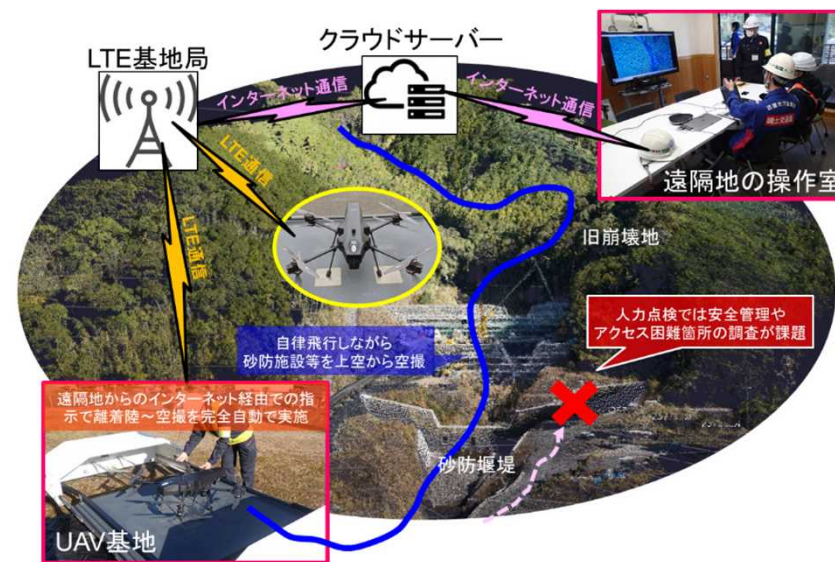 LTE基地局
クラウドサーバー
インターネット通信
インターネット通信
LTE通信
LTE通信
遠隔地の操作室
旧崩壊地
人力点検では安全管理や
アクセス困難箇所の調査が課題
自律飛行しながら
砂防施設等を上空から空撮
遠隔地からのインターネット経由での指
示で離着陸～空撮を完全自動で実施
砂防堰堤
UAV基地